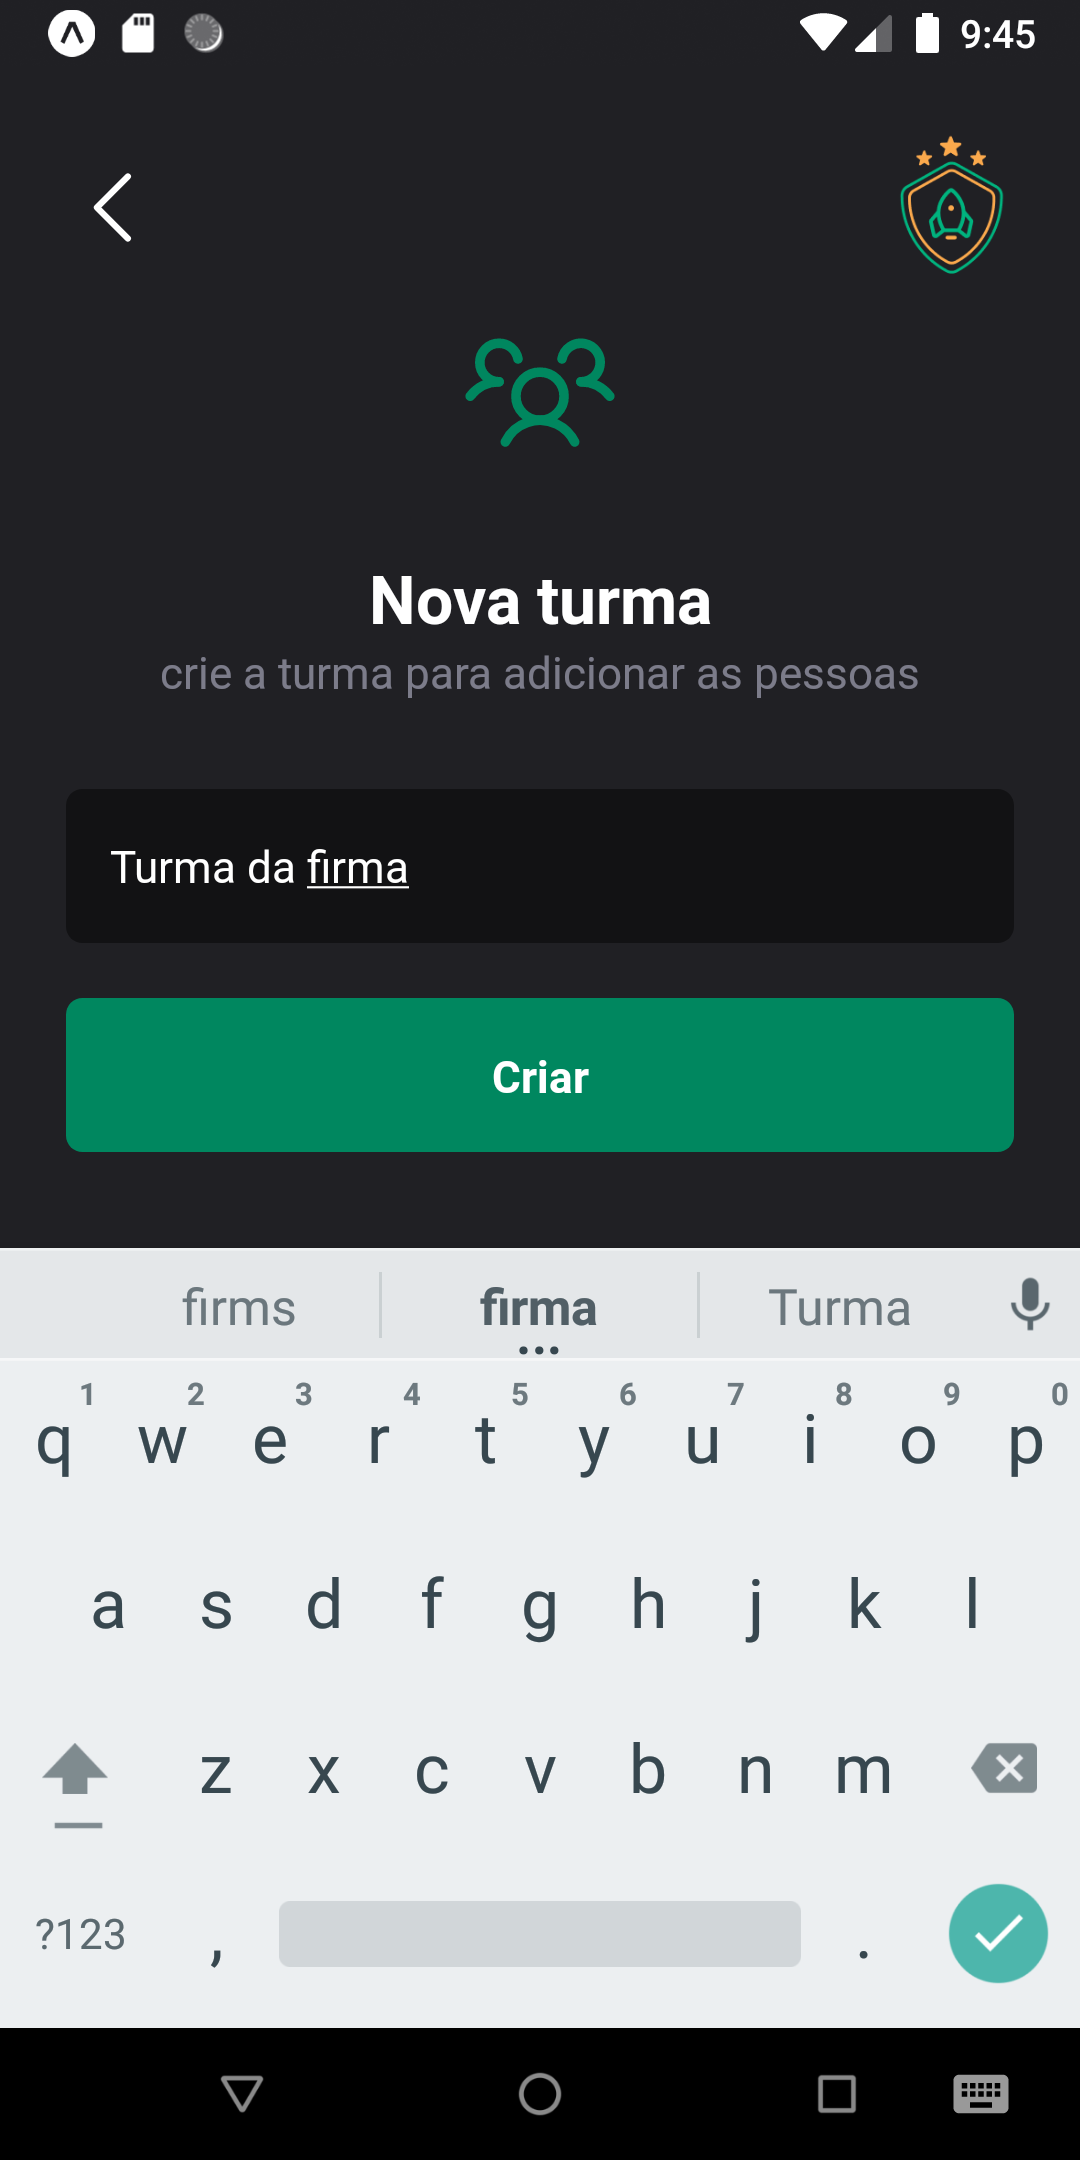 9:45
Nova turma
crie a turma para adicionar as pessoas
Turma da firma
Criar
firms firma Turma
1 2 3 4 5 6 7 8 9 0
q w e r t y u i o p
a s d f g h j k l
z x c v b n m
?123 , .